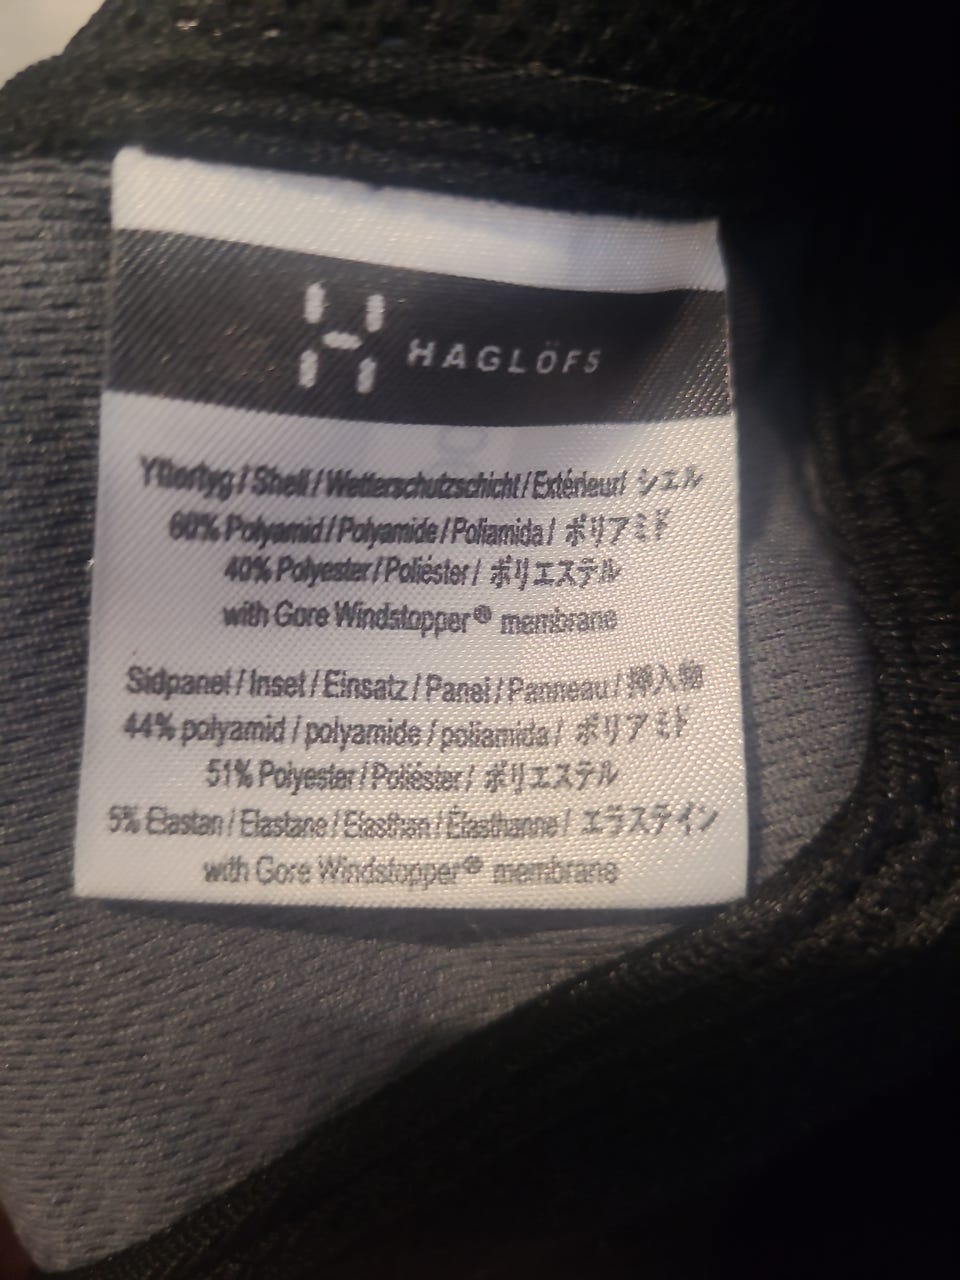 HAGLÖFS
Yttertyg / Shell / Wetterschutzschicht / Extérieur / シェル
60% Polyamid / Polyamide / Poliamida / ポリアミド
40% Polyester / Poliéster / ポリエステル
with Gore Windstopper® membrane
Sidpanel / Inset / Einsatz / Panel / Panneau / 挿入物
44% polyamid / polyamide / poliamida / ポリアミド
51% Polyester / Poliéster / ポリエステル
5% Elastan / Elastane / Elasthan / Élasthanne / エラステイン
with Gore Windstopper® membrane